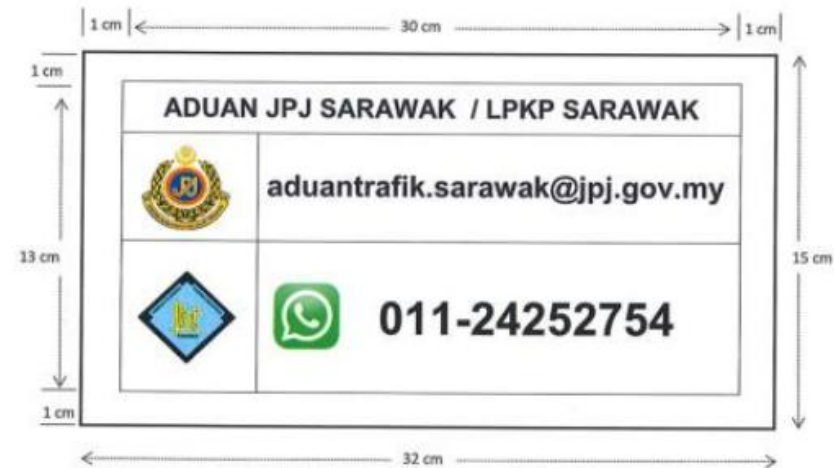 1 cm 30 cm 1 cm
1 cm
ADUAN JPJ SARAWAK / LPKP SARAWAK
JPJ
aduantrafik.sarawak@jpj.gov.my
13 cm
15 cm
011-24252754
1 cm
32 cm